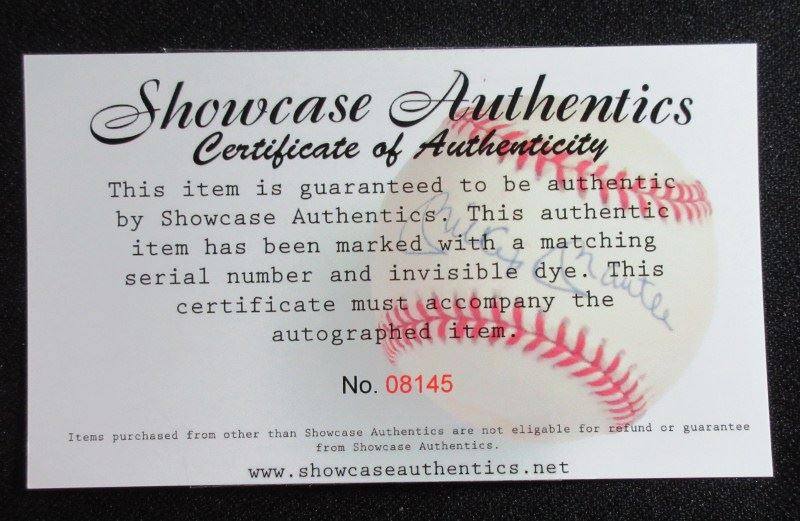 Showcase Authentics
Certificate of Authenticity
This item is guaranteed to be authentic
by Showcase Authentics. This authentic
item has been marked with a matching
serial number and invisible dye. This
certificate must accompany the
autographed item.
Mickey Mantle
No. 08145
Items purchased from other than Showcase Authentics are not eligable for refund or guarantee
from Showcase Authentics.
www.showcaseauthentics.net